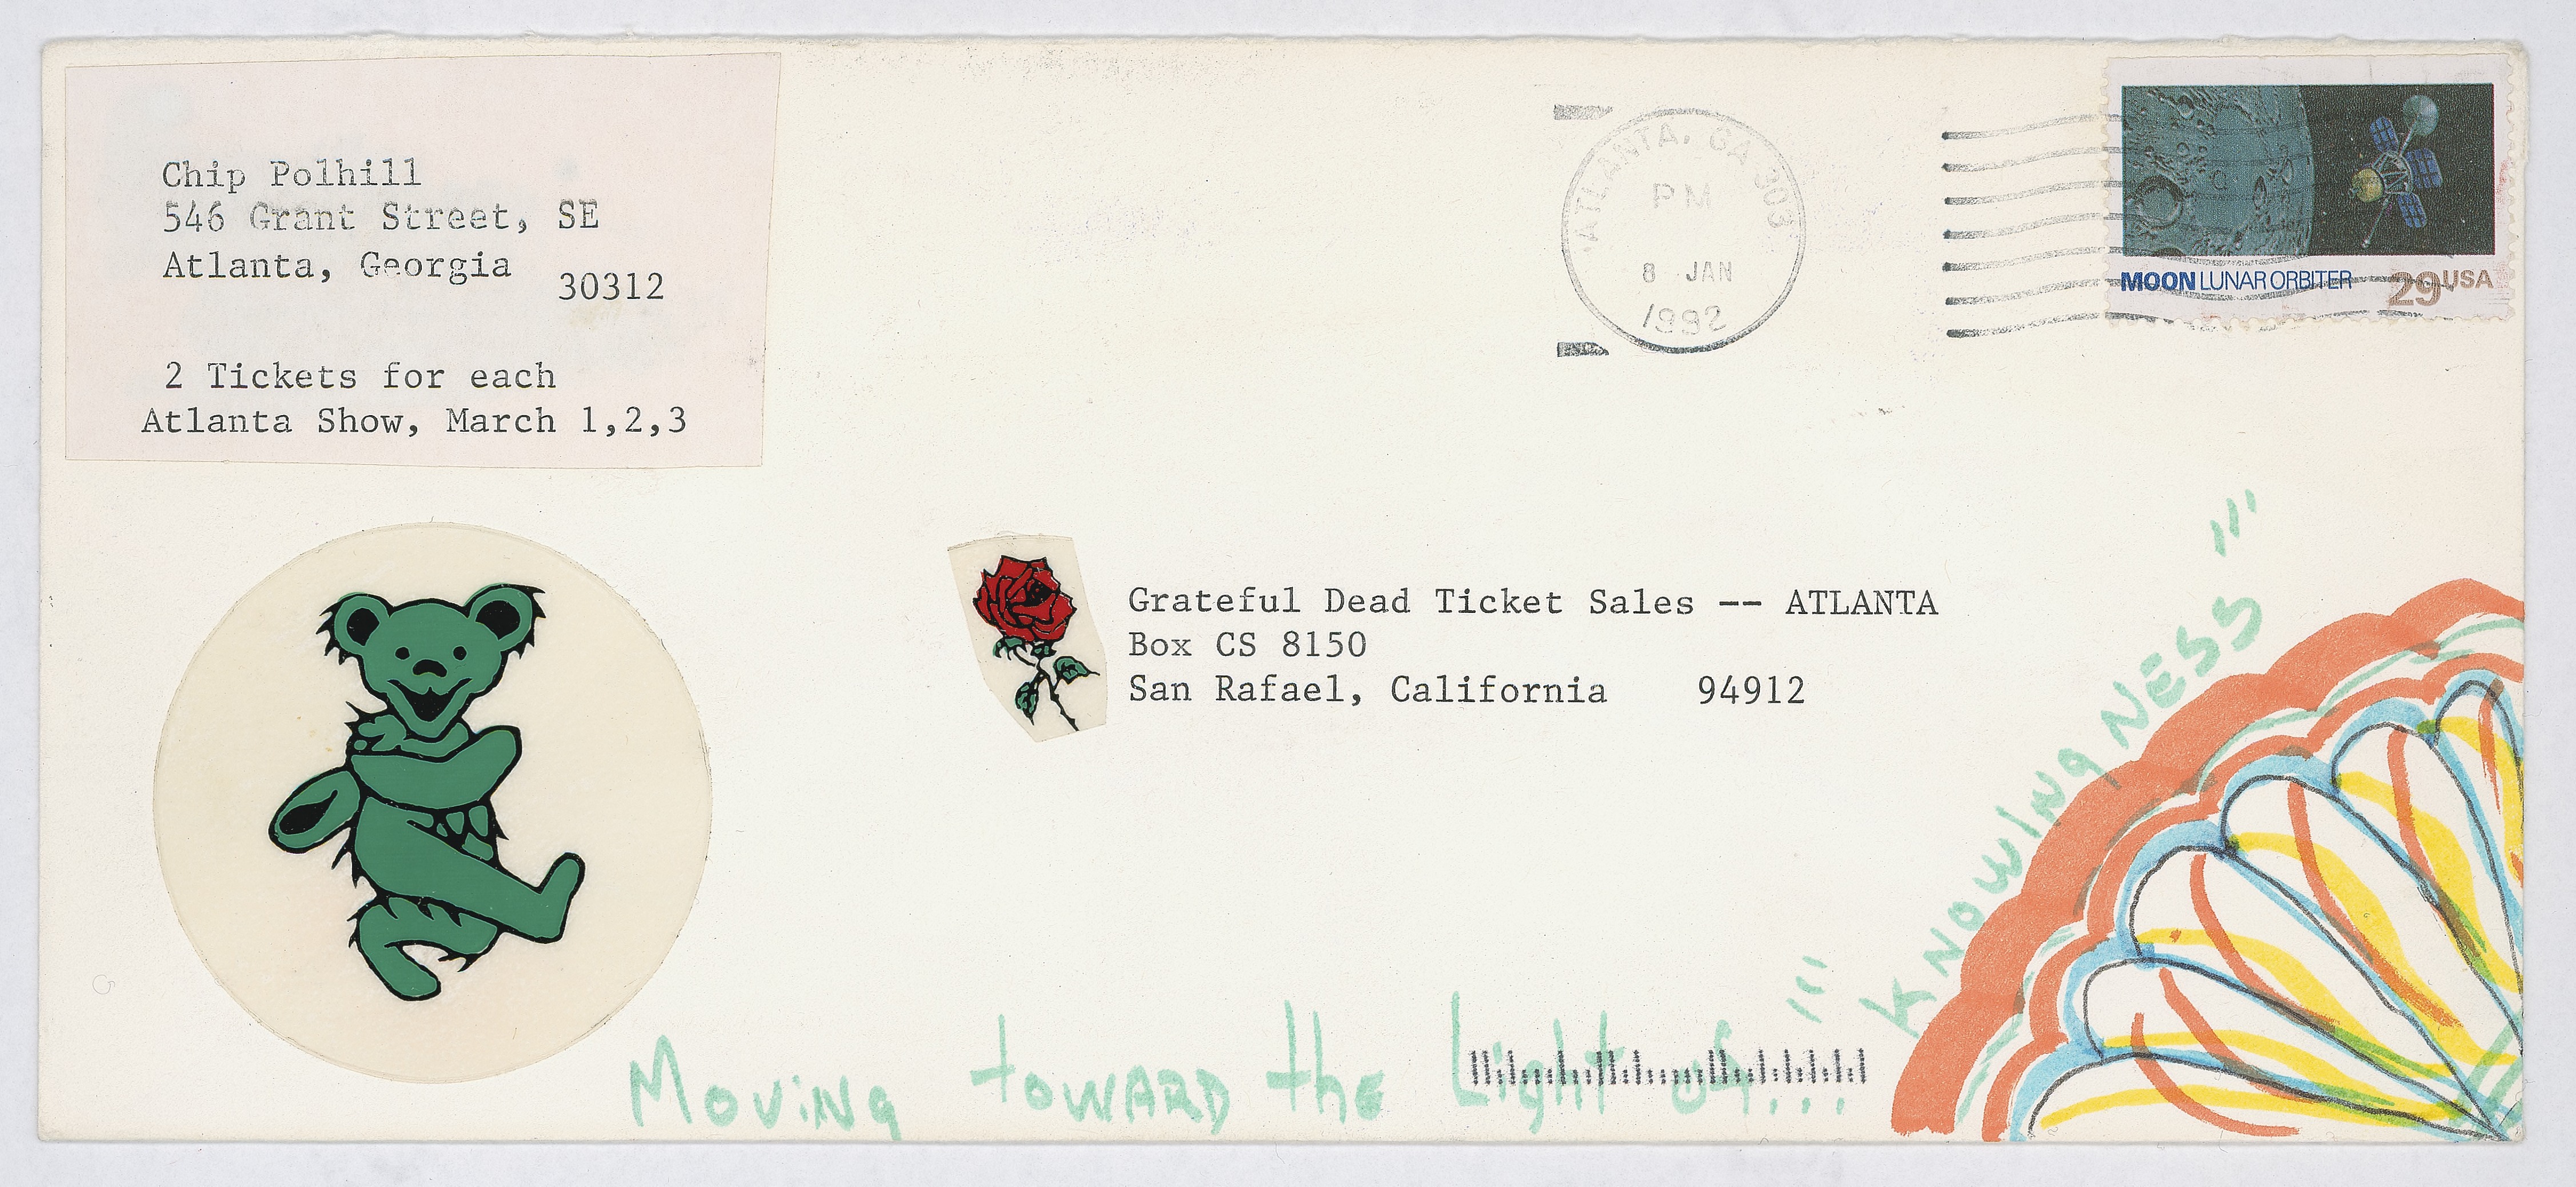 Chip Polhill
546 Grant Street, SE
Atlanta, Georgia 30312
2 Tickets for each
Atlanta Show, March 1,2,3
ATLANTA, GA 303
PM
8 JAN
1992
MOON LUNAR ORBITER 29 USA
Grateful Dead Ticket Sales -- ATLANTA
Box CS 8150
San Rafael, California 94912
Moving toWARD the Light of...
"KNOWINgNESS"